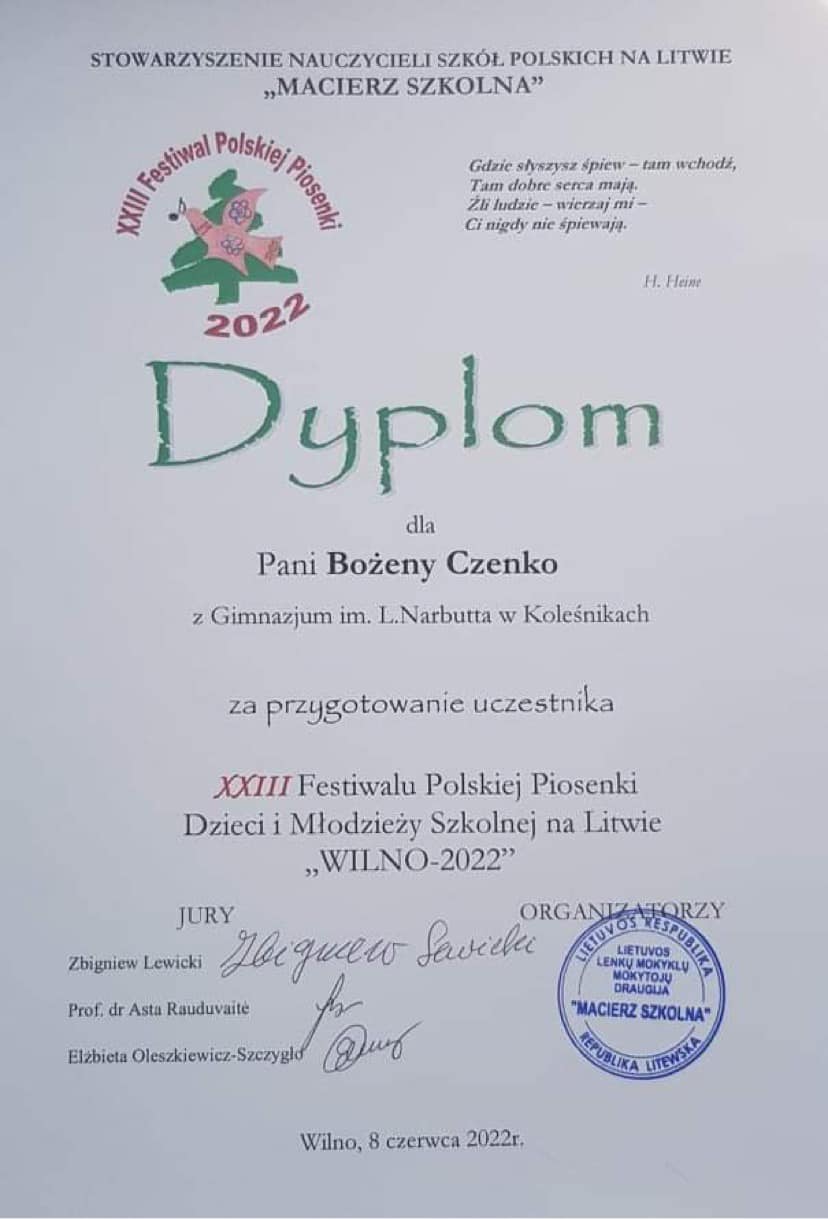 STOWARZYSZENIE NAUCZYCIELI SZKÓŁ POLSKICH NA LITWIE
„MACIERZ SZKOLNA”
XXIII Festiwal Polskiej Piosenki
2022
Gdzie słyszysz śpiew – tam wchodź,
Tam dobre serca mają.
Źli ludzie – wierzaj mi –
Ci nigdy nie śpiewają.
H. Heine
Dyplom
dla
Pani Bożeny Czenko
z Gimnazjum im. L.Narbutta w Koleśnikach
za przygotowanie uczestnika
XXIII Festiwalu Polskiej Piosenki
Dzieci i Młodzieży Szkolnej na Litwie
„WILNO-2022”
JURY
ORGANIZATORZY
Zbigniew Lewicki
Zbigniew Lewicki
Prof. dr Asta Rauduvaitė
Elżbieta Oleszkiewicz-Szczygło
LIETUVOS RESPUBLIKA
LIETUVOS
LENKŲ MOKYKLŲ
MOKYTOJŲ
DRAUGIJA
"MACIERZ SZKOLNA"
REPUBLIKA LITEWSKA
Wilno, 8 czerwca 2022r.